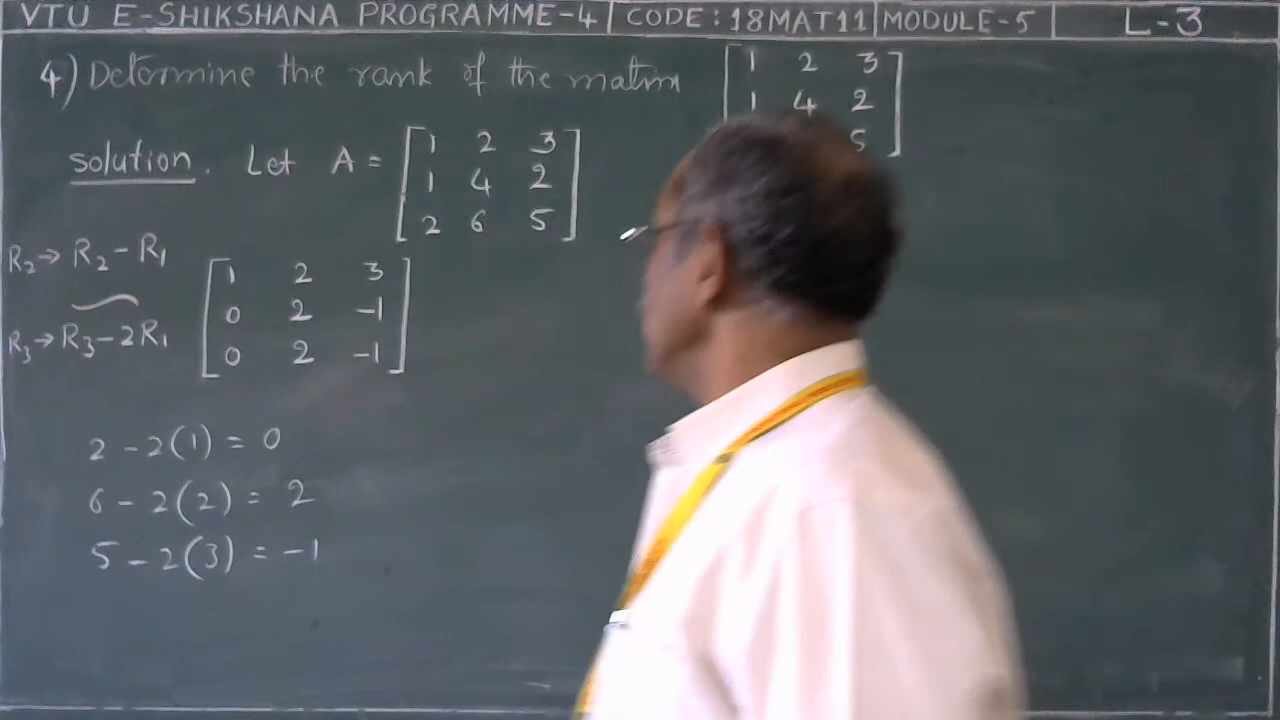 VTU E-SHIKSHANA PROGRAMME-4 | CODE: 18MAT11 | MODULE-5 | L-3
4) Determine the rank of the matrix [1 2 3
1 4 2
5]
Solution. Let A = [1 2 3
1 4 2
2 6 5]
R₂→ R₂-R₁
R₃→R₃-2R₁
[1 2 3
0 2 -1
0 2 -1]
2 - 2(1) = 0
6 - 2(2) = 2
5 - 2(3) = -1